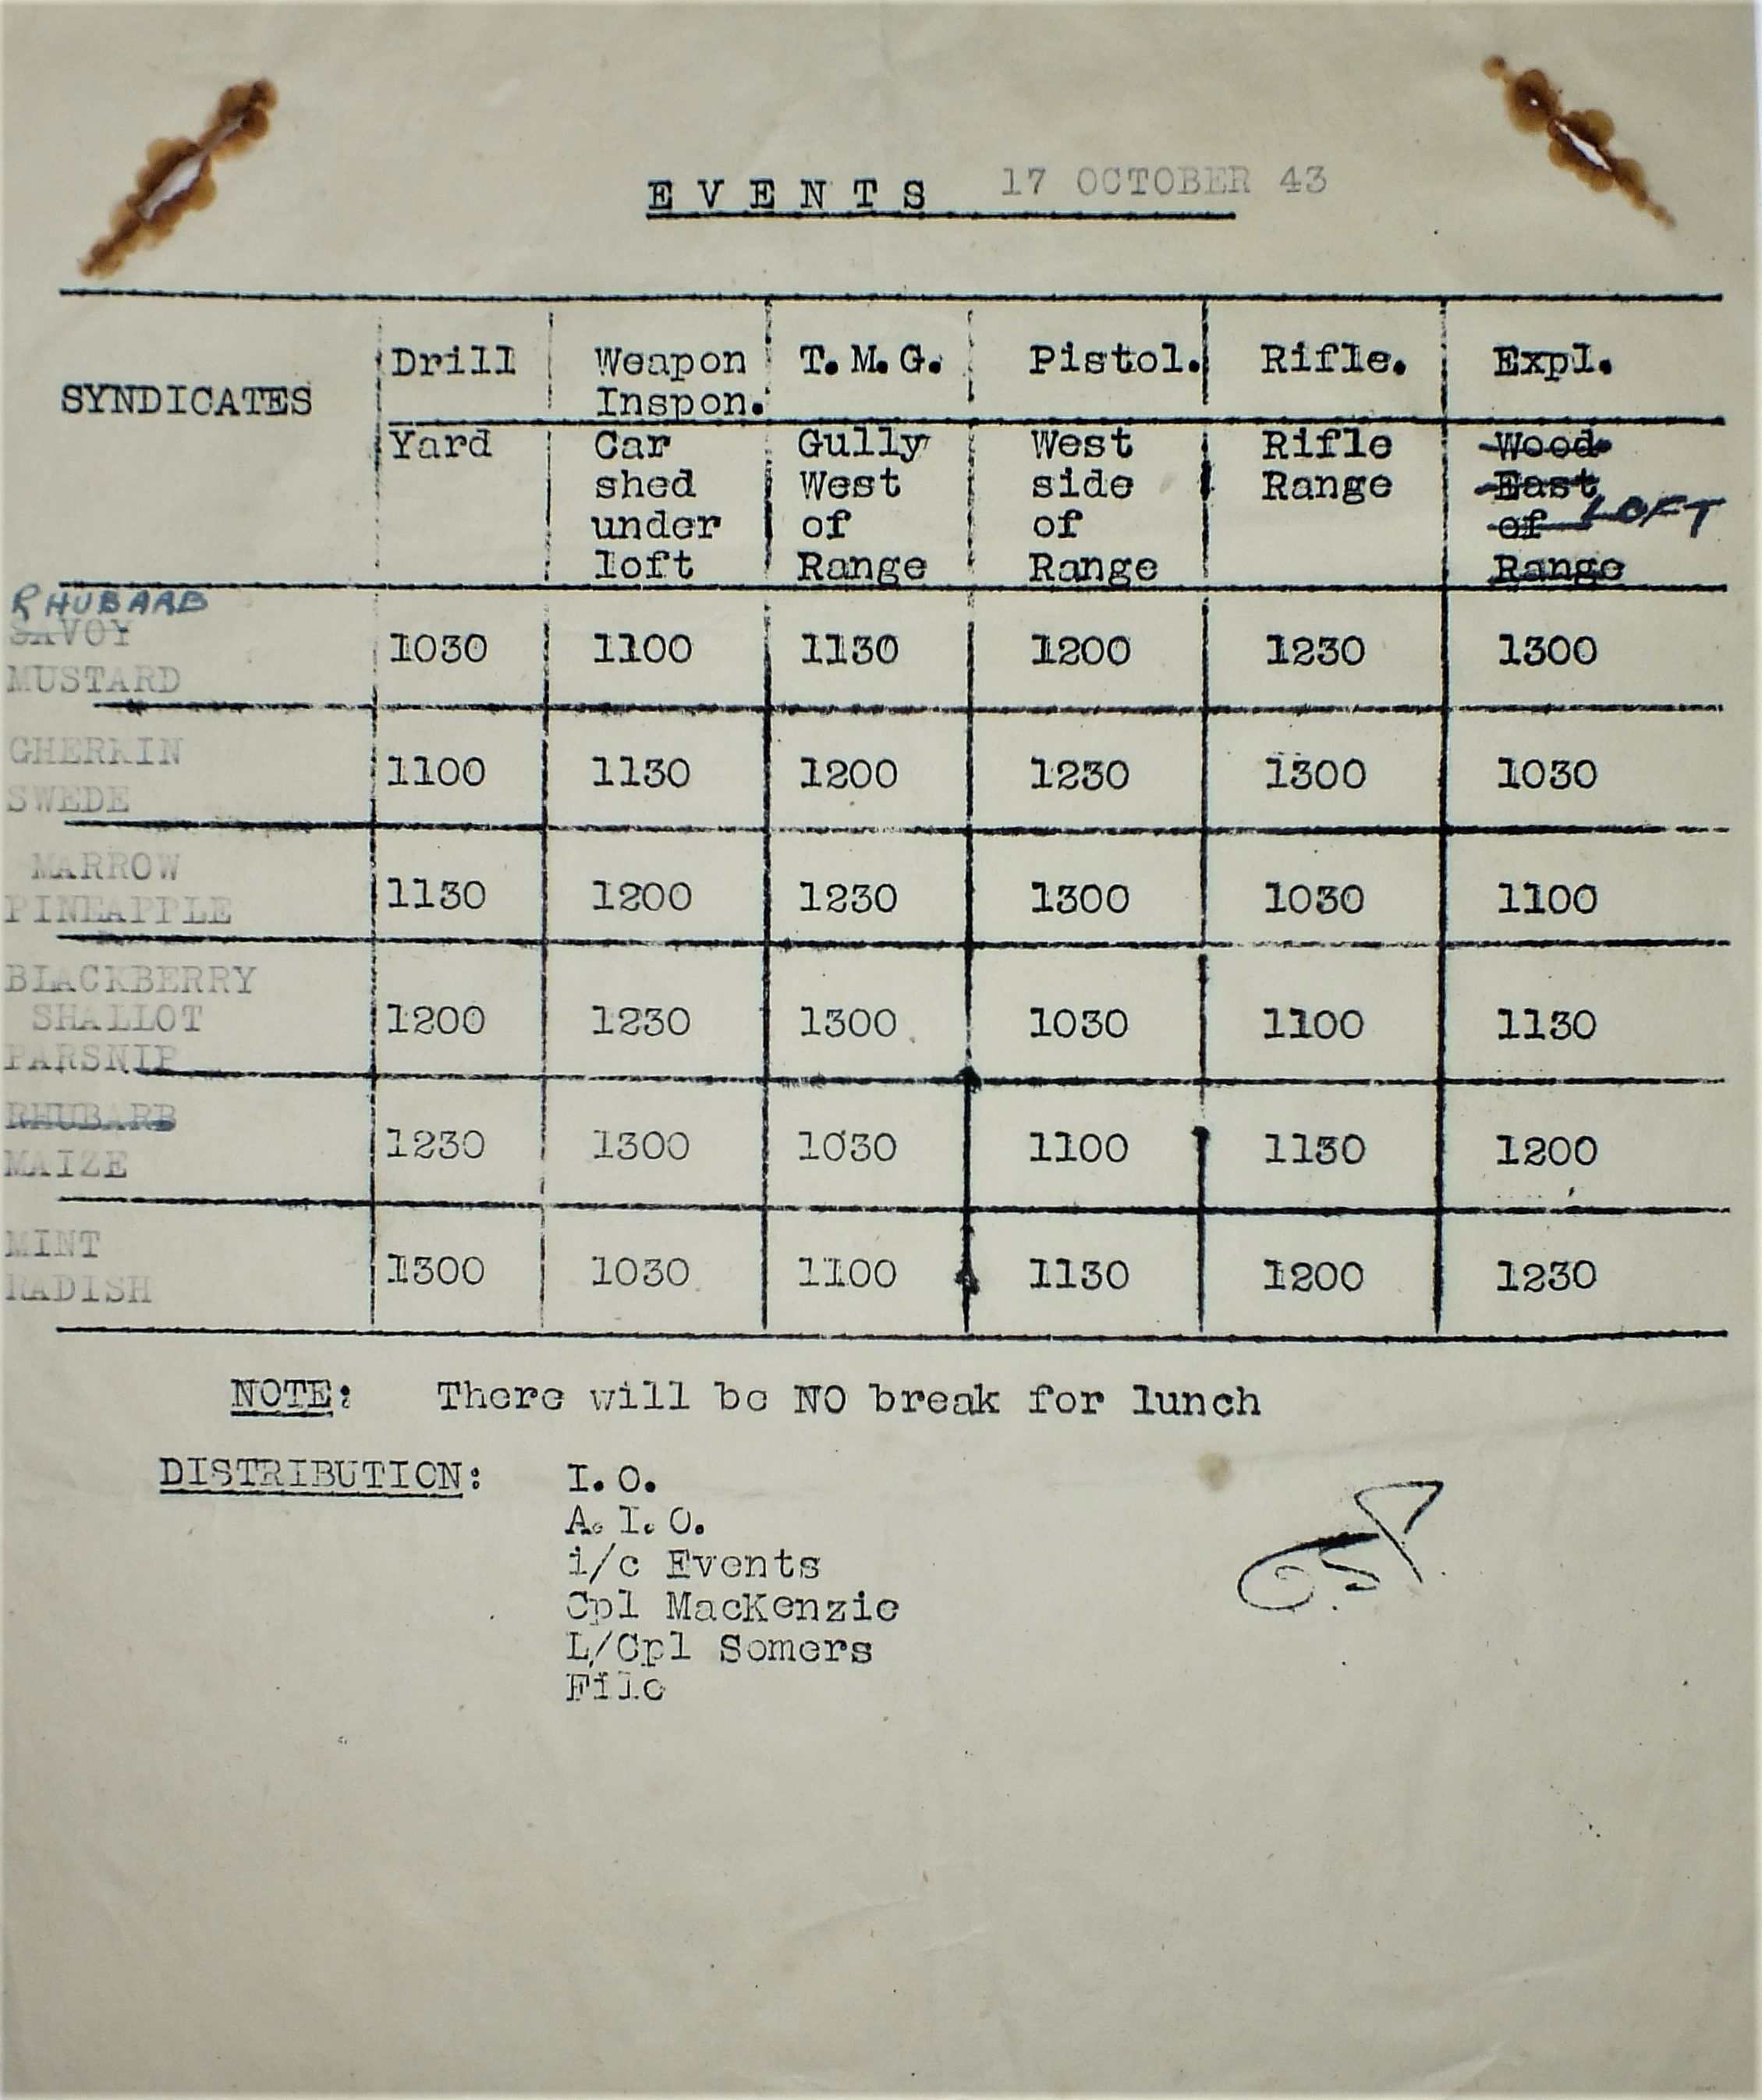 EVENTS 17 OCTOBER 43
SYNDICATES Drill Weapon Inspon. T.M.G. Pistol. Rifle. Expl.
Yard Car shed under loft Gully West of Range West side of Range Rifle Range Wood East of Range LOFT
RHUBARB
SAVOY
MUSTARD
1030 1100 1130 1200 1230 1300
GHERKIN
SWEDE
1100 1130 1200 1230 1300 1030
MARROW
PINEAPPLE
1130 1200 1230 1300 1030 1100
BLACKBERRY
SHALLOT
PARSNIP
1200 1230 1300 1030 1100 1130
RHUBARB
MAIZE
1230 1300 1030 1100 1130 1200
MINT
RADISH
1300 1030 1100 1130 1200 1230
NOTE: There will be NO break for lunch
DISTRIBUTION: I.O.
A.I.O.
i/c Events
Cpl MacKenzie
L/Cpl Somers
File